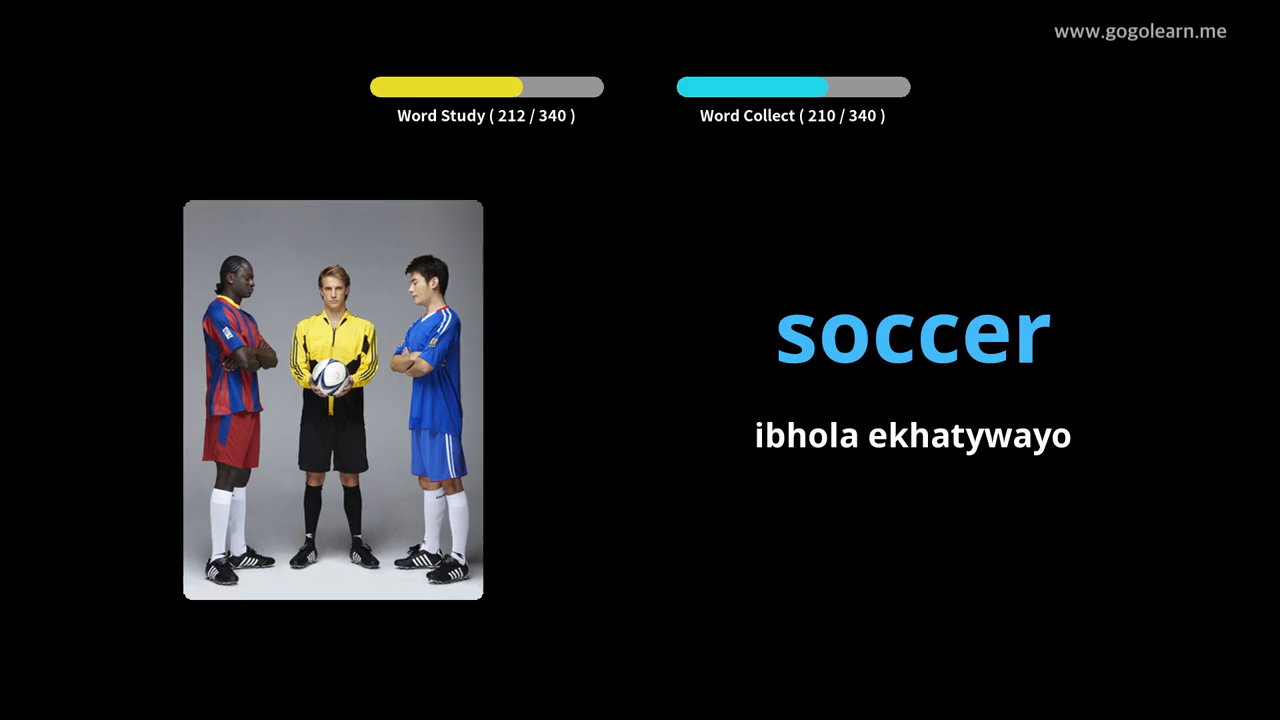 www.gogolearn.me
Word Study ( 212 / 340 )
Word Collect ( 210 / 340 )
soccer
ibhola ekhatywayo